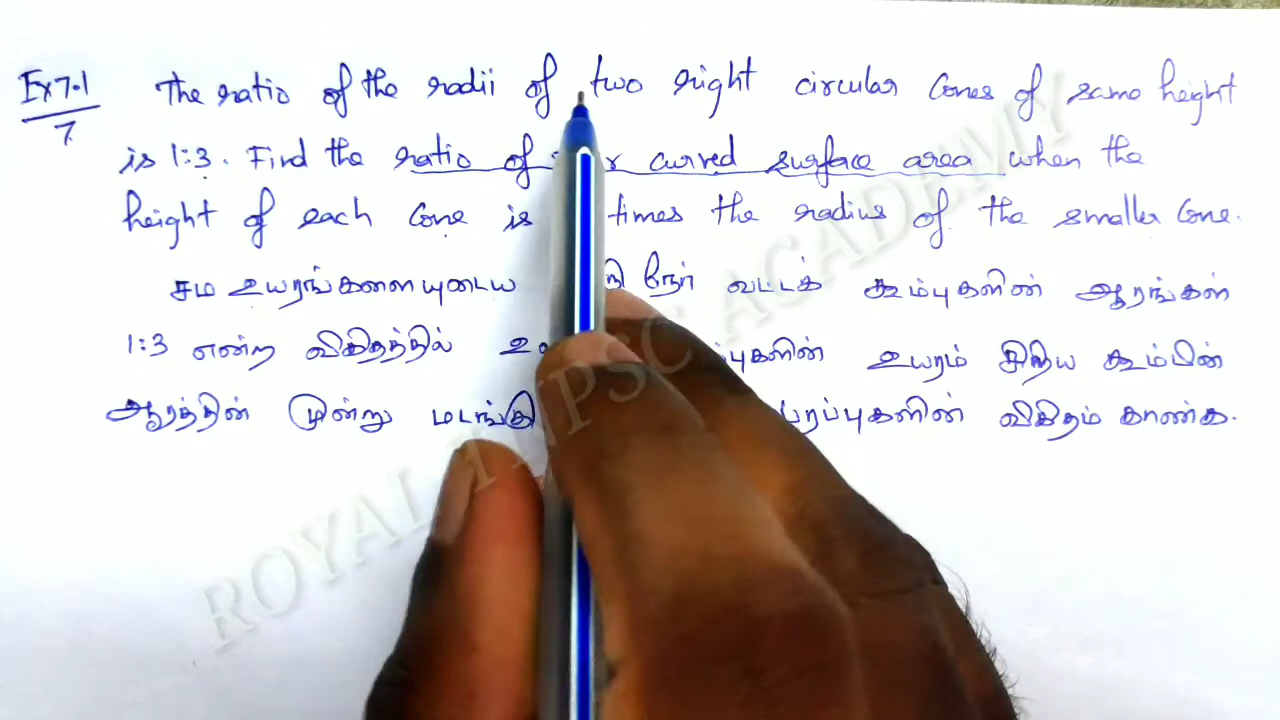 Ex 7.1
7
The ratio of the radii of two right circular Cones of same height
is 1:3. Find the ratio of curved surface area when the
height of each Cone is times the radius of the smaller Cone.
சம உயரங்களையுடைய நேர் வட்டக் கூம்புகளின் ஆரங்கள்
1:3 என்ற விகிதத்தில் உயரம் சிறிய கூம்பின்
ஆரத்தின் மூன்று மடங்கு விகிதம் காண்க.
ROYAL TNPSC ACADEMY